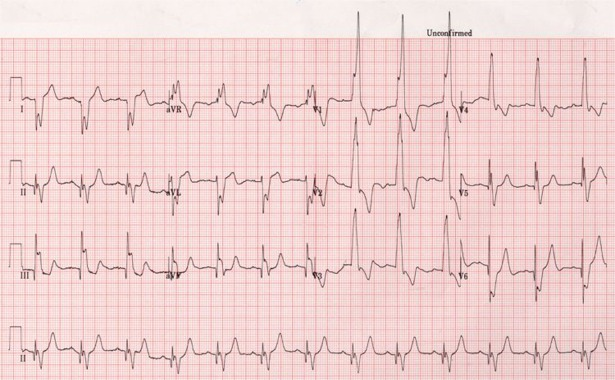 Unconfirmed
I aVR V1 V4
II aVL V2 V5
III aVF V3 V6
II